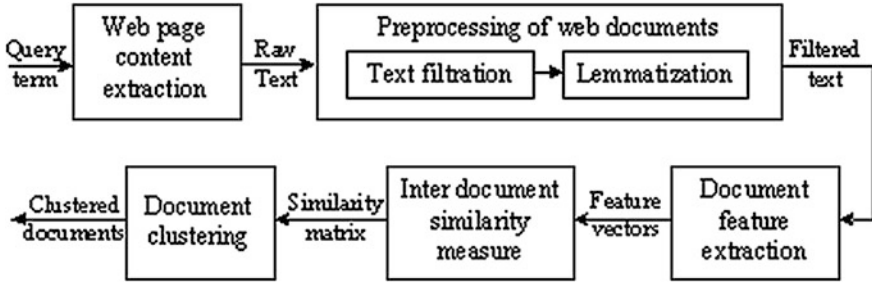 Query
term
Web page
content
extraction
Raw
Text
Preprocessing of web documents
Text filtration
Lemmatization
Filtered
text
Document
feature
extraction
Feature
vectors
Inter document
similarity
measure
Similarity
matrix
Document
clustering
Clustered
documents